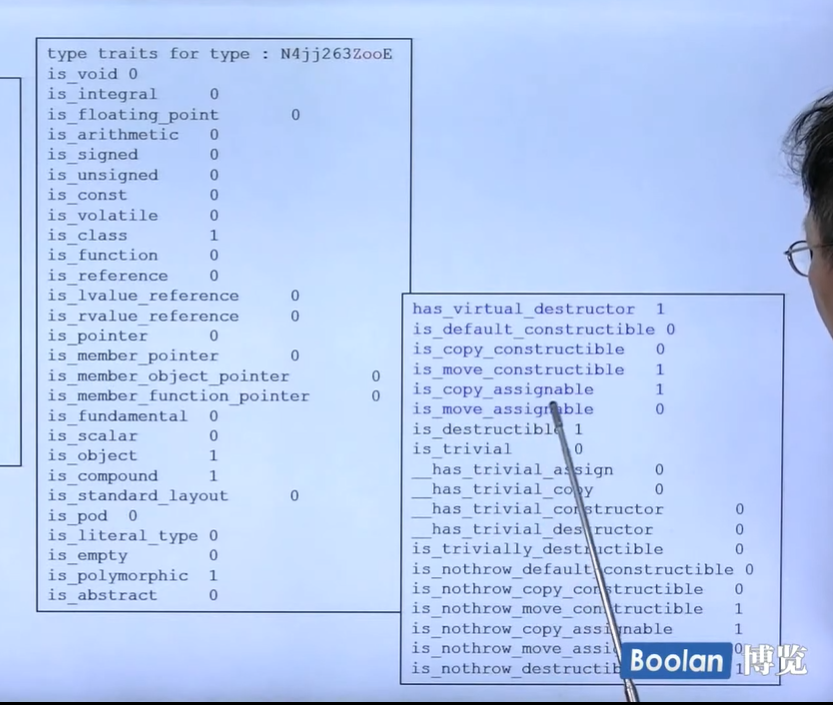 type traits for type : N4jj263ZooE
is_void 0
is_integral 0
is_floating_point 0
is_arithmetic 0
is_signed 0
is_unsigned 0
is_const 0
is_volatile 0
is_class 1
is_function 0
is_reference 0
is_lvalue_reference 0
is_rvalue_reference 0
is_pointer 0
is_member_pointer 0
is_member_object_pointer 0
is_member_function_pointer 0
is_fundamental 0
is_scalar 0
is_object 1
is_compound 1
is_standard_layout 0
is_pod 0
is_literal_type 0
is_empty 0
is_polymorphic 1
is_abstract 0
has_virtual_destructor 1
is_default_constructible 0
is_copy_constructible 0
is_move_constructible 1
is_copy_assignable 1
is_move_assignable 0
is_destructible 1
is_trivial 0
__has_trivial_assign 0
__has_trivial_copy 0
__has_trivial_constructor 0
__has_trivial_destructor 0
is_trivially_destructible 0
is_nothrow_default_constructible 0
is_nothrow_copy_constructible 0
is_nothrow_move_constructible 1
is_nothrow_copy_assignable 1
is_nothrow_move_assig 0
is_nothrow_destructib 1
Boolan 博览